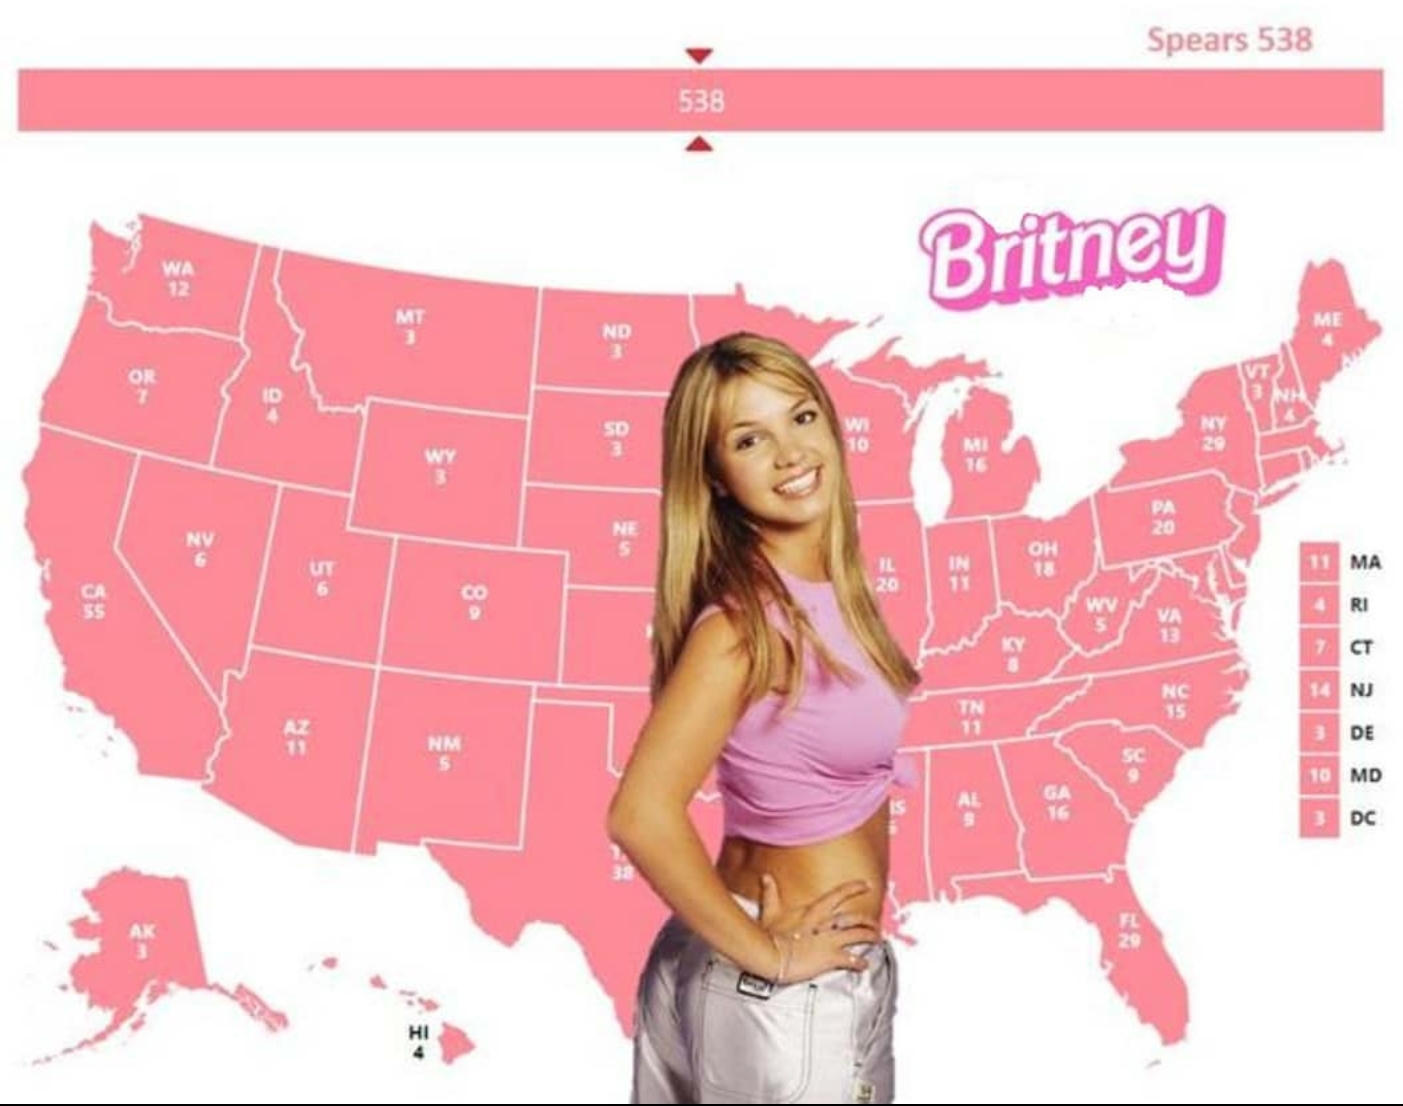 Spears 538
538
Britney
WA
12
MT
3
ND
3
ME
4
OR
7
ID
4
VT
3
NH
4
SD
3
WI
10
MI
16
NY
29
WY
3
NV
6
NE
5
PA
20
UT
6
CO
9
IL
20
IN
11
OH
18
CA
55
WV
5
VA
13
KY
8
AZ
11
NM
5
TN
11
NC
15
SC
9
AL
9
GA
16
38
FL
29
AK
3
HI
4
11 MA
4 RI
7 CT
14 NJ
3 DE
10 MD
3 DC